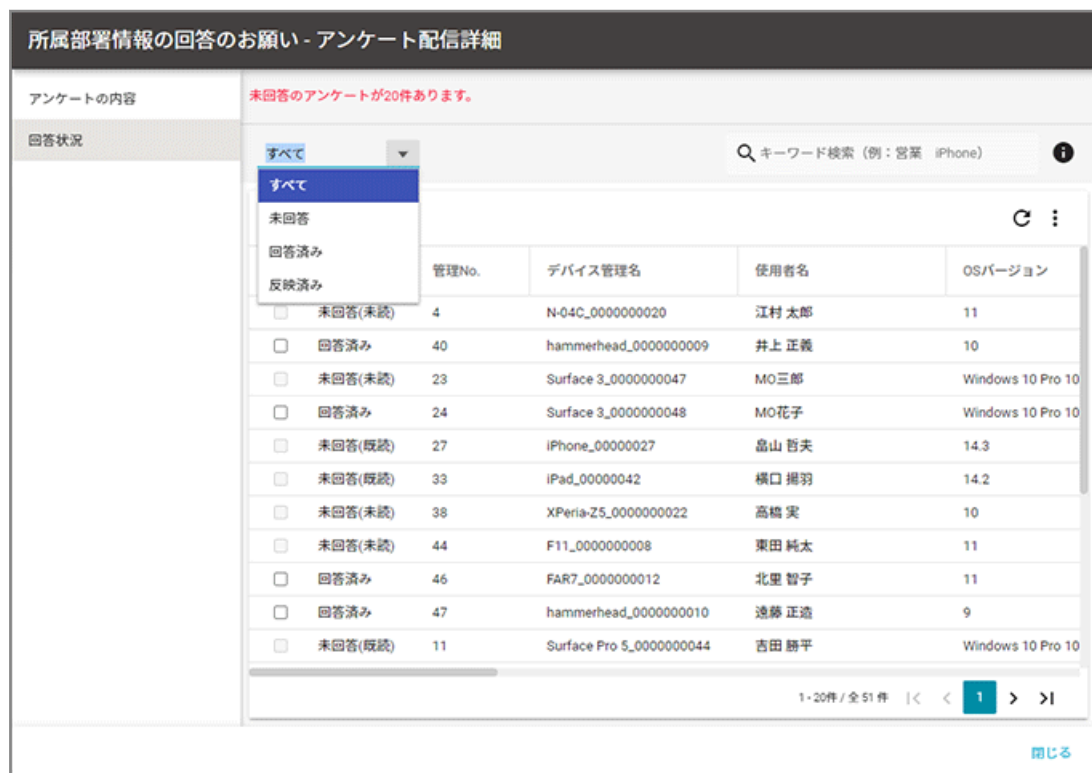 所属部署情報の回答のお願い - アンケート配信詳細
アンケートの内容
回答状況
未回答のアンケートが20件あります。
すべて
キーワード検索（例：営業　iPhone）
すべて
未回答
回答済み
反映済み
管理No. デバイス管理名 使用者名 OSバージョン
未回答(未読) 4 N-04C_0000000020 江村 太郎 11
回答済み 40 hammerhead_0000000009 井上 正義 10
未回答(未読) 23 Surface 3_0000000047 MO三郎 Windows 10 Pro 10
回答済み 24 Surface 3_0000000048 MO花子 Windows 10 Pro 10
未回答(既読) 27 iPhone_00000027 畠山 哲夫 14.3
未回答(既読) 33 iPad_00000042 横口 揚羽 14.2
未回答(未読) 38 XPeria-Z5_0000000022 高橋 実 10
未回答(未読) 44 F11_0000000008 東田 純太 11
回答済み 46 FAR7_0000000012 北里 智子 11
回答済み 47 hammerhead_0000000010 遠藤 正造 9
未回答(既読) 11 Surface Pro 5_0000000044 吉田 勝平 Windows 10 Pro 10
1 - 20件 / 全 51 件 1
閉じる